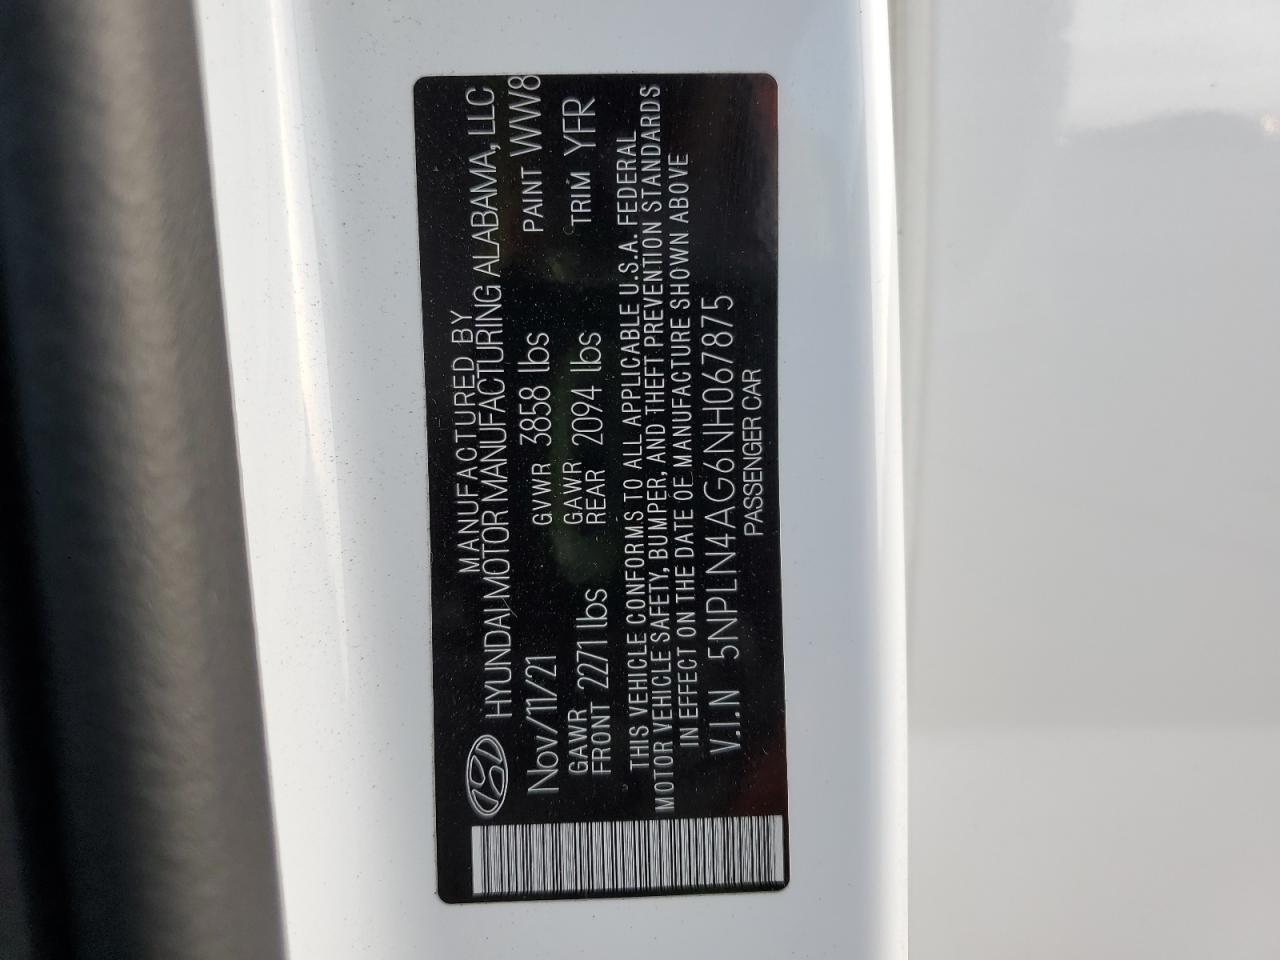 MANUFACTURED BY
HYUNDAI MOTOR MANUFACTURING ALABAMA, LLC
Nov/11/21 GVWR 3858 lbs PAINT WW8
GAWR FRONT 2271 lbs GAWR REAR 2094 lbs TRIM YFR
THIS VEHICLE CONFORMS TO ALL APPLICABLE U.S.A. FEDERAL
MOTOR VEHICLE SAFETY, BUMPER, AND THEFT PREVENTION STANDARDS
IN EFFECT ON THE DATE OF MANUFACTURE SHOWN ABOVE
V.I.N 5NPLN4AG6NH067875
PASSENGER CAR